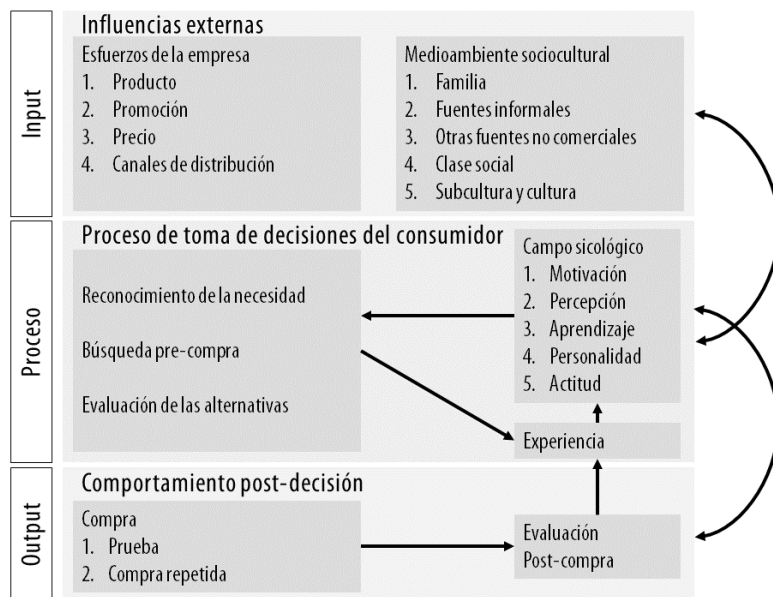 Input
Influencias externas
Esfuerzos de la empresa
1. Producto
2. Promoción
3. Precio
4. Canales de distribución
Medioambiente sociocultural
1. Familia
2. Fuentes informales
3. Otras fuentes no comerciales
4. Clase social
5. Subcultura y cultura
Proceso
Proceso de toma de decisiones del consumidor
Reconocimiento de la necesidad
Búsqueda pre-compra
Evaluación de las alternativas
Campo sicológico
1. Motivación
2. Percepción
3. Aprendizaje
4. Personalidad
5. Actitud
Experiencia
Output
Comportamiento post-decisión
Compra
1. Prueba
2. Compra repetida
Evaluación
Post-compra